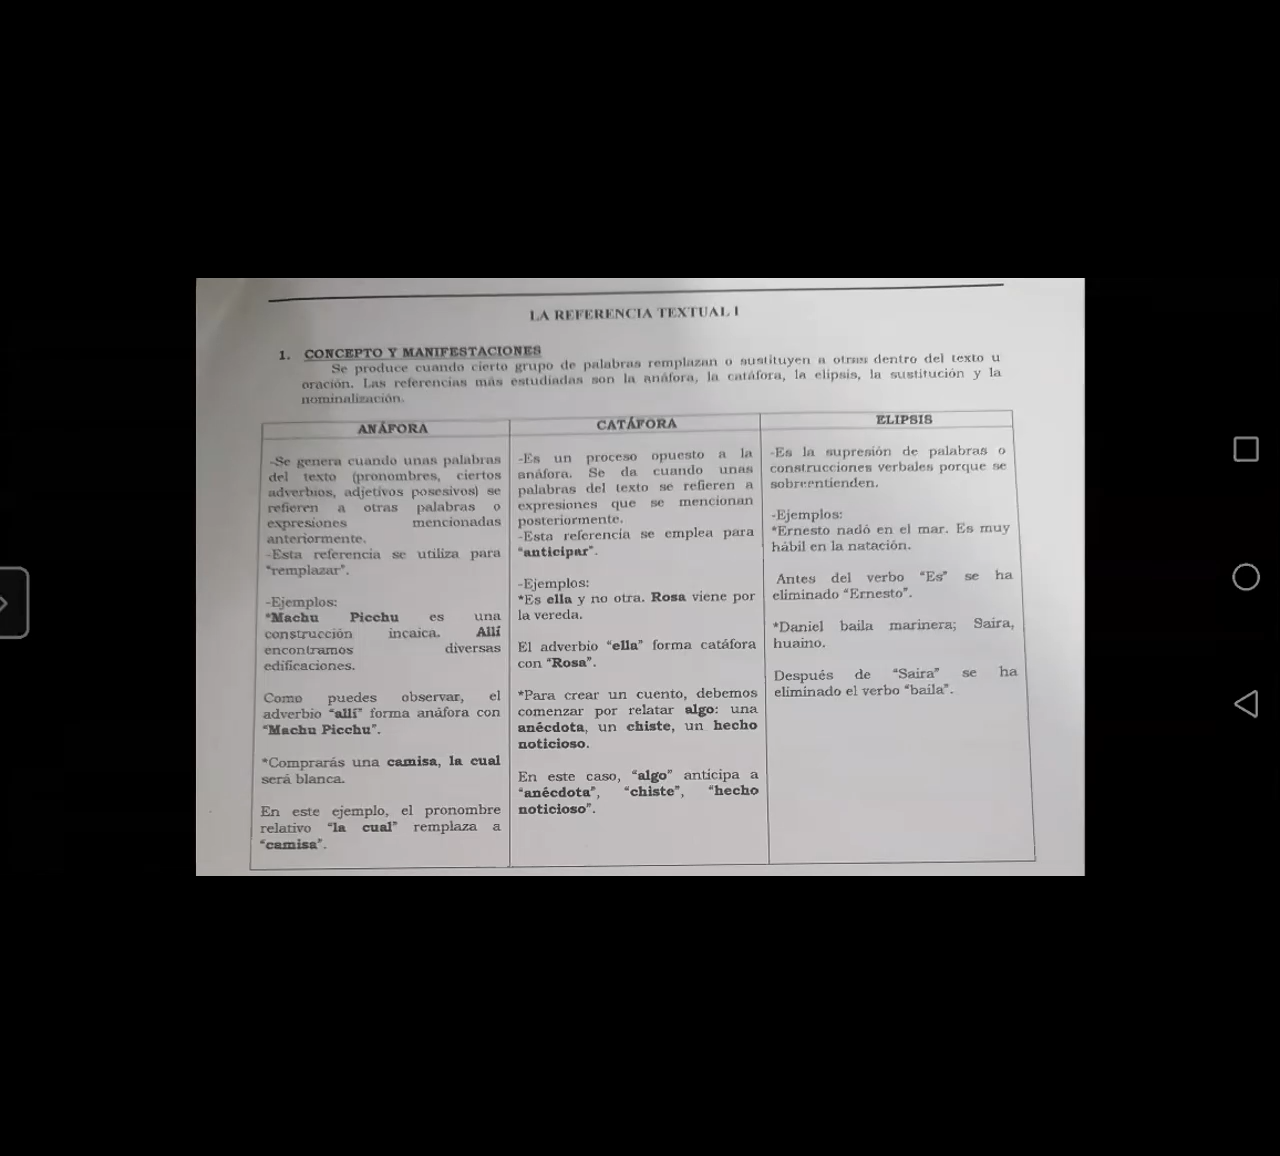 LA REFERENCIA TEXTUAL I
1. CONCEPTO Y MANIFESTACIONES
Se produce cuando cierto grupo de palabras remplazan o sustituyen a otras dentro del texto u
oración. Las referencias más estudiadas son la anáfora, la catáfora, la elipsis, la sustitución y la
nominalización.
ANÁFORA
-Se genera cuando unas palabras
del texto (pronombres, ciertos
adverbios, adjetivos posesivos) se
refieren a otras palabras o
expresiones mencionadas
anteriormente.
-Esta referencia se utiliza para
"remplazar".
-Ejemplos:
*Machu Picchu es una
construcción incaica. Allí
encontramos diversas
edificaciones.
Como puedes observar, el
adverbio "allí" forma anáfora con
"Machu Picchu".
*Comprarás una camisa, la cual
será blanca.
En este ejemplo, el pronombre
relativo "la cual" remplaza a
"camisa".
CATÁFORA
-Es un proceso opuesto a la
anáfora. Se da cuando unas
palabras del texto se refieren a
expresiones que se mencionan
posteriormente.
-Esta referencia se emplea para
"anticipar".
-Ejemplos:
*Es ella y no otra. Rosa viene por
la vereda.
El adverbio "ella" forma catáfora
con "Rosa".
*Para crear un cuento, debemos
comenzar por relatar algo: una
anécdota, un chiste, un hecho
noticioso.
En este caso, "algo" anticipa a
"anécdota", "chiste", "hecho
noticioso".
ELIPSIS
-Es la supresión de palabras o
construcciones verbales porque se
sobreentienden.
-Ejemplos:
*Ernesto nadó en el mar. Es muy
hábil en la natación.
Antes del verbo "Es" se ha
eliminado "Ernesto".
*Daniel baila marinera; Saira,
huaino.
Después de "Saira" se ha
eliminado el verbo "baila".